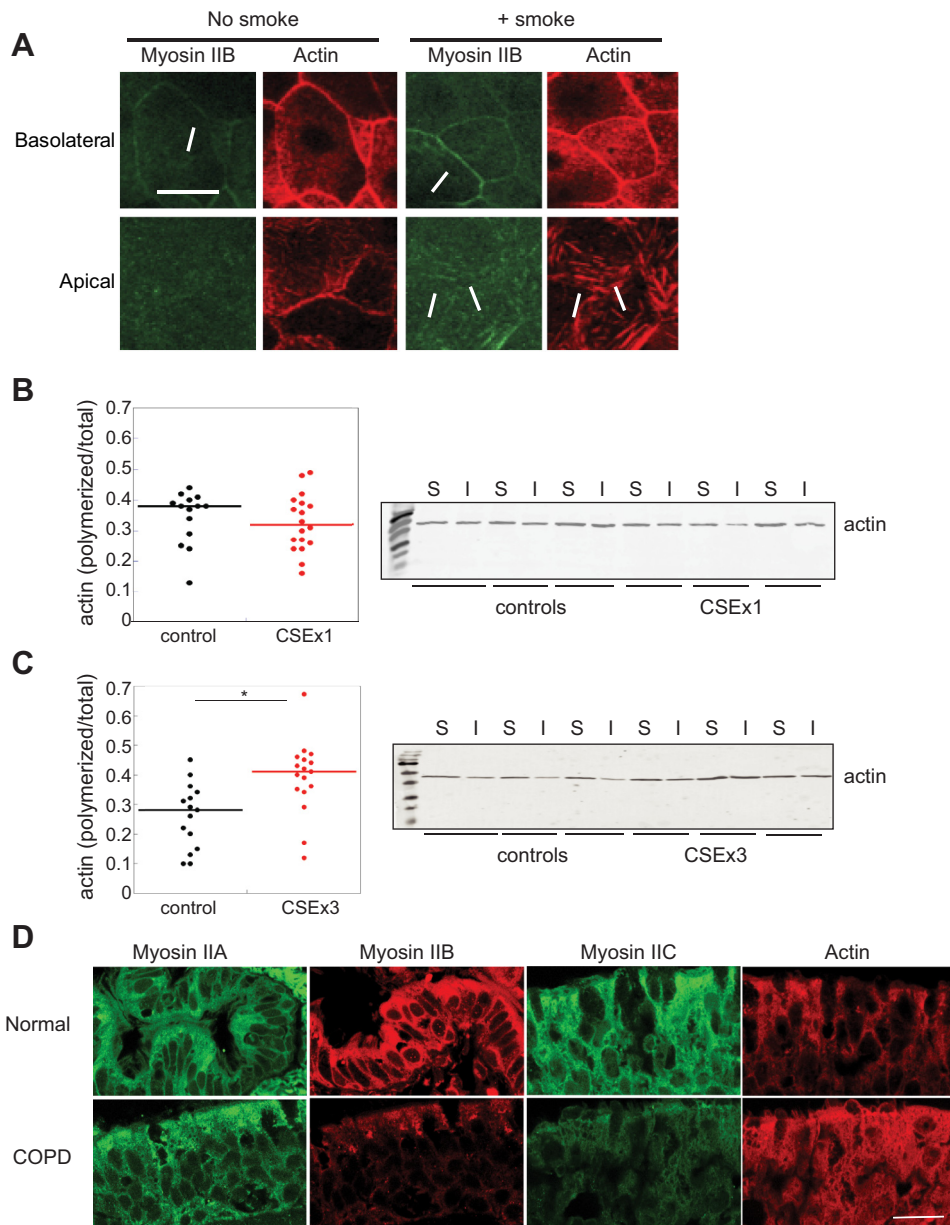 No smoke + smoke
A
Myosin IIB Actin Myosin IIB Actin
Basolateral
Apical
B
actin (polymerized/total)
0.7
0.6
0.5
0.4
0.3
0.2
0.1
0
control CSEx1
S I S I S I S I S I S I
actin
controls CSEx1
C
actin (polymerized/total)
0.7
0.6
0.5
0.4
0.3
0.2
0.1
0
*
control CSEx3
S I S I S I S I S I S I
actin
controls CSEx3
D
Myosin IIA Myosin IIB Myosin IIC Actin
Normal
COPD